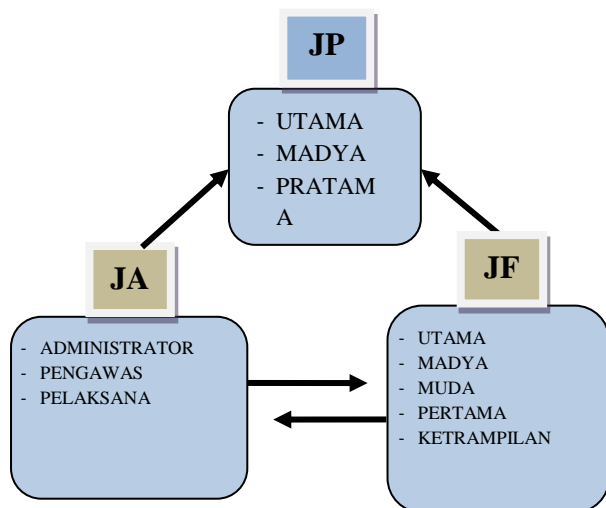 JP
- UTAMA
- MADYA
- PRATAM
A
JA
- ADMINISTRATOR
- PENGAWAS
- PELAKSANA
JF
- UTAMA
- MADYA
- MUDA
- PERTAMA
- KETRAMPILAN